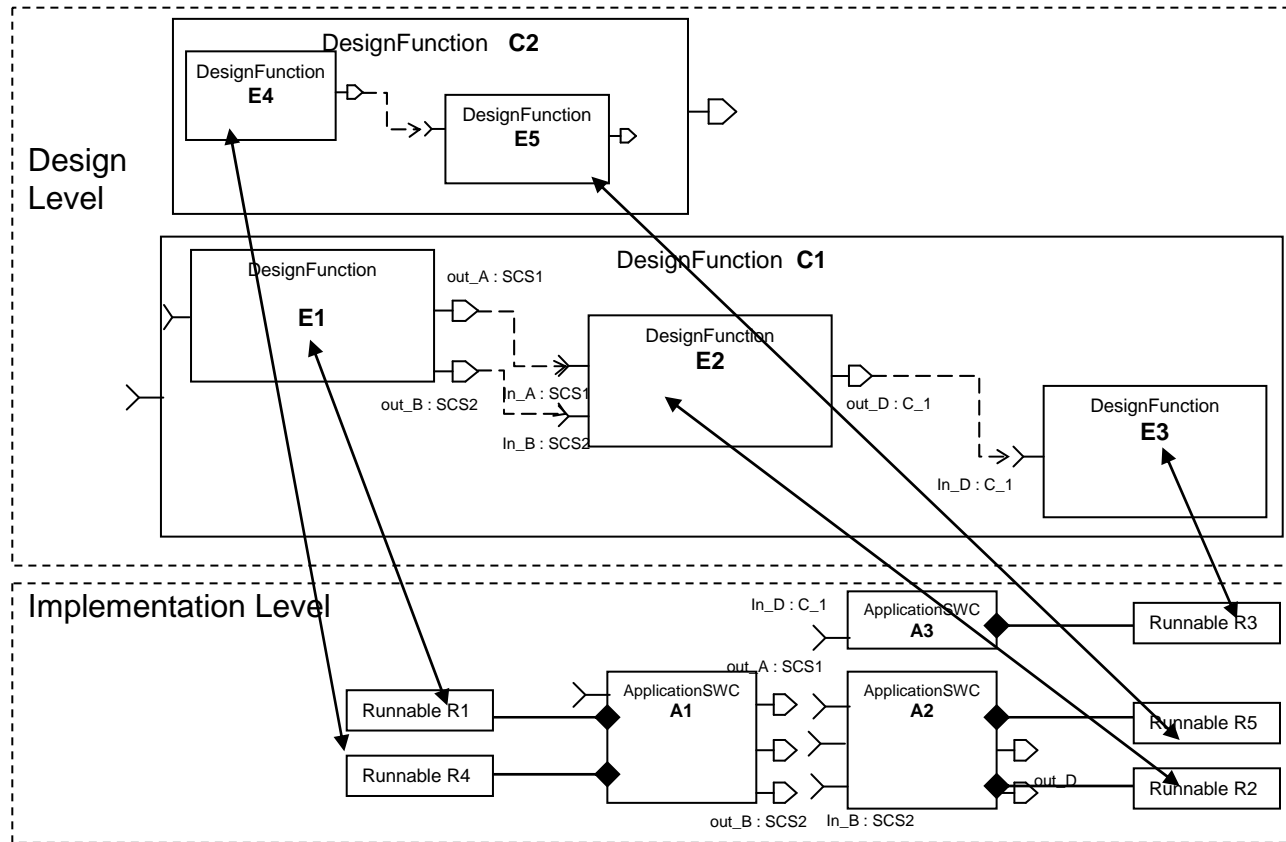 DesignFunction C2
DesignFunction
E4
DesignFunction
E5
Design
Level
DesignFunction C1
DesignFunction
E1
out_A : SCS1
out_B : SCS2
In_A : SCS1
In_B : SCS2
DesignFunction
E2
out_D : C_1
In_D : C_1
DesignFunction
E3
Implementation Level
In_D : C_1
ApplicationSWC
A3
Runnable R3
out_A : SCS1
ApplicationSWC
A1
ApplicationSWC
A2
Runnable R1
Runnable R5
Runnable R4
Runnable R2
out_D
out_B : SCS2
In_B : SCS2